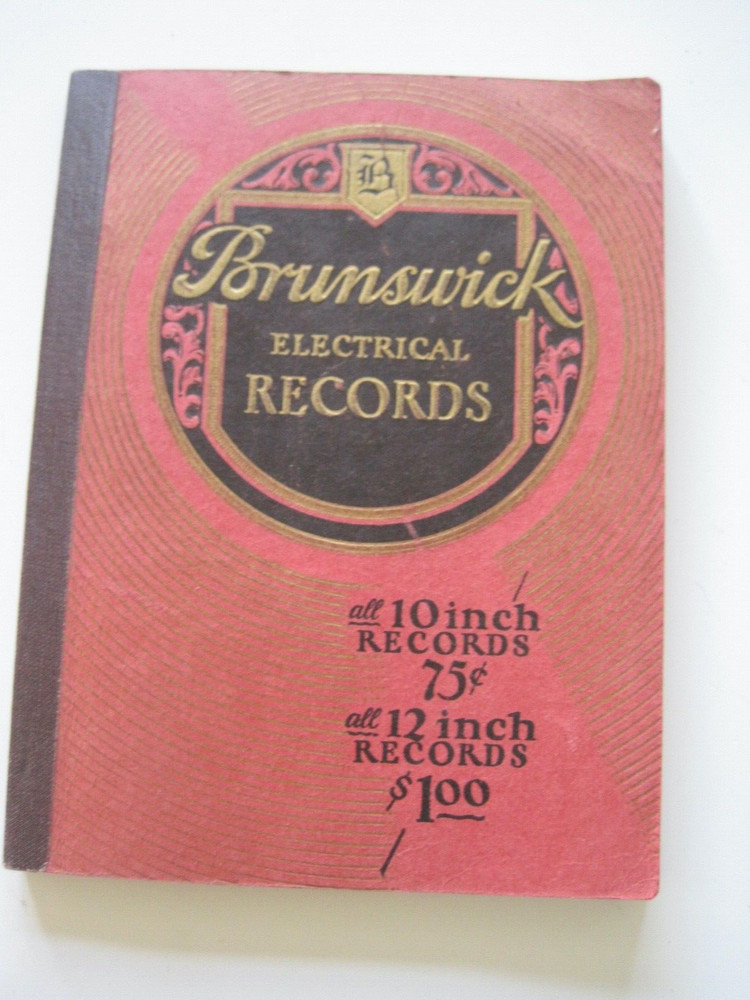 B
Brunswick
ELECTRICAL
RECORDS
all 10 inch
RECORDS
75¢
all 12 inch
RECORDS
$1.00